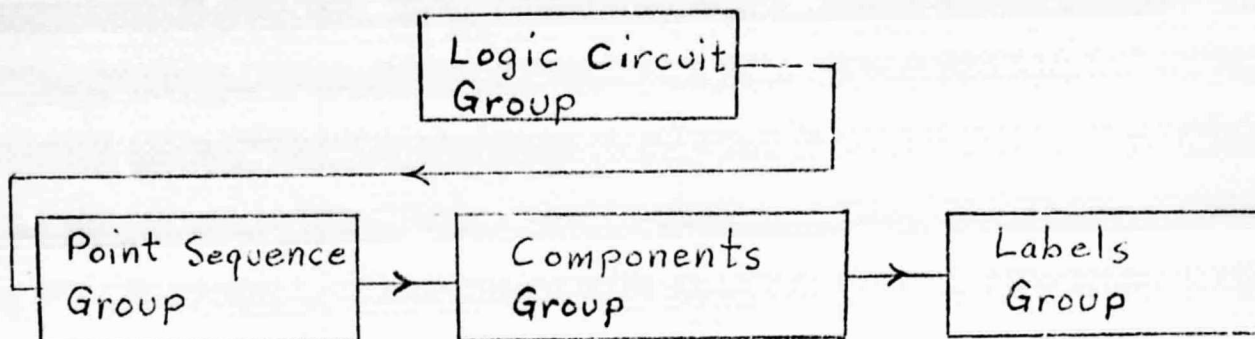 Logic Circuit
Group
Point Sequence
Group
Components
Group
Labels
Group